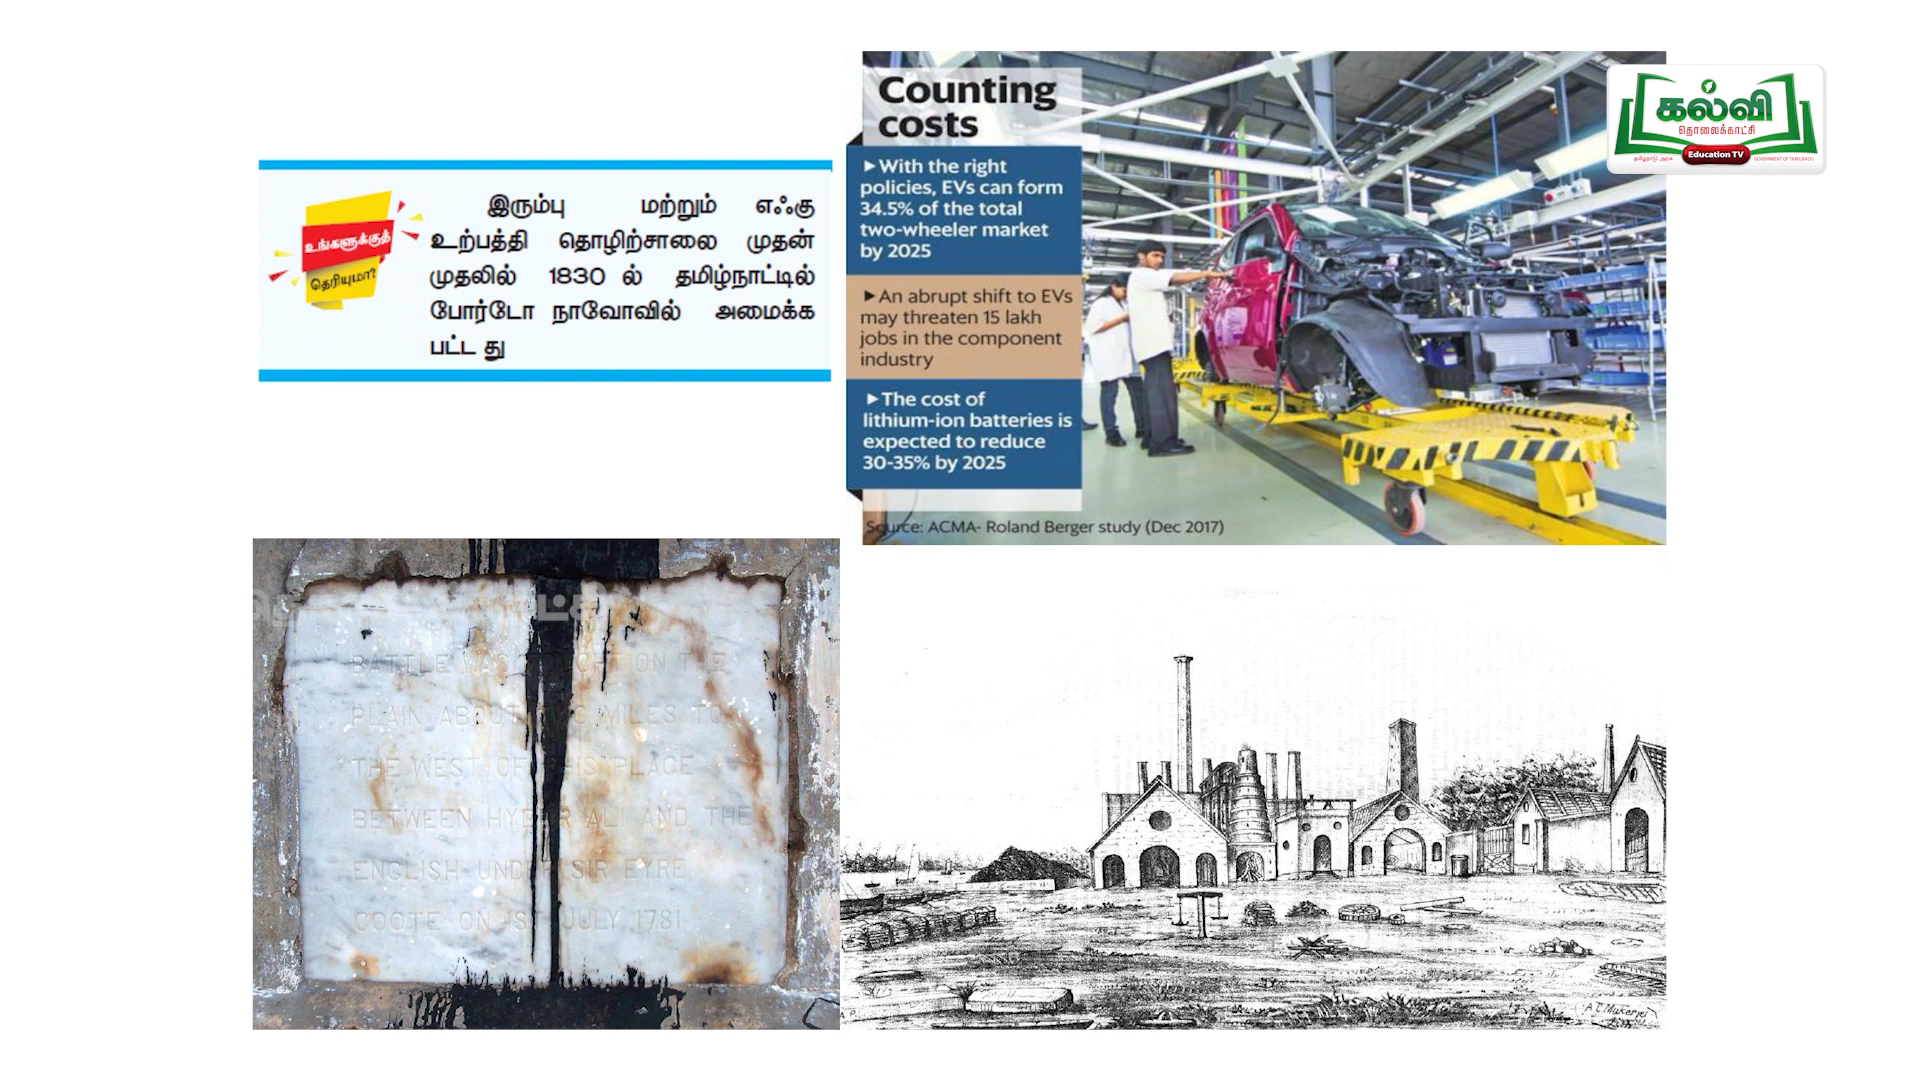 உங்களுக்குத்
தெரியுமா?
இரும்பு மற்றும் எஃகு
உற்பத்தி தொழிற்சாலை முதன்
முதலில் 1830 ல் தமிழ்நாட்டில்
போர்டோ நாவோவில் அமைக்க
பட்ட து
Counting
costs
►With the right
policies, EVs can form
34.5% of the total
two-wheeler market
by 2025
►An abrupt shift to EVs
may threaten 15 lakh
jobs in the component
industry
►The cost of
lithium-ion batteries is
expected to reduce
30-35% by 2025
Source: ACMA- Roland Berger study (Dec 2017)
கல்வி
தொலைக்காட்சி
தமிழ்நாடு அரசு
Education TV
GOVERNMENT OF TAMILNADU
BATTLE WAS FOUGHT ON THE
PLAIN ABOUT TWO MILES TO
THE WEST OF THIS PLACE
BETWEEN HYDER ALI AND THE
ENGLISH UNDER SIR EYRE
COOTE ON 1ST JULY 1781